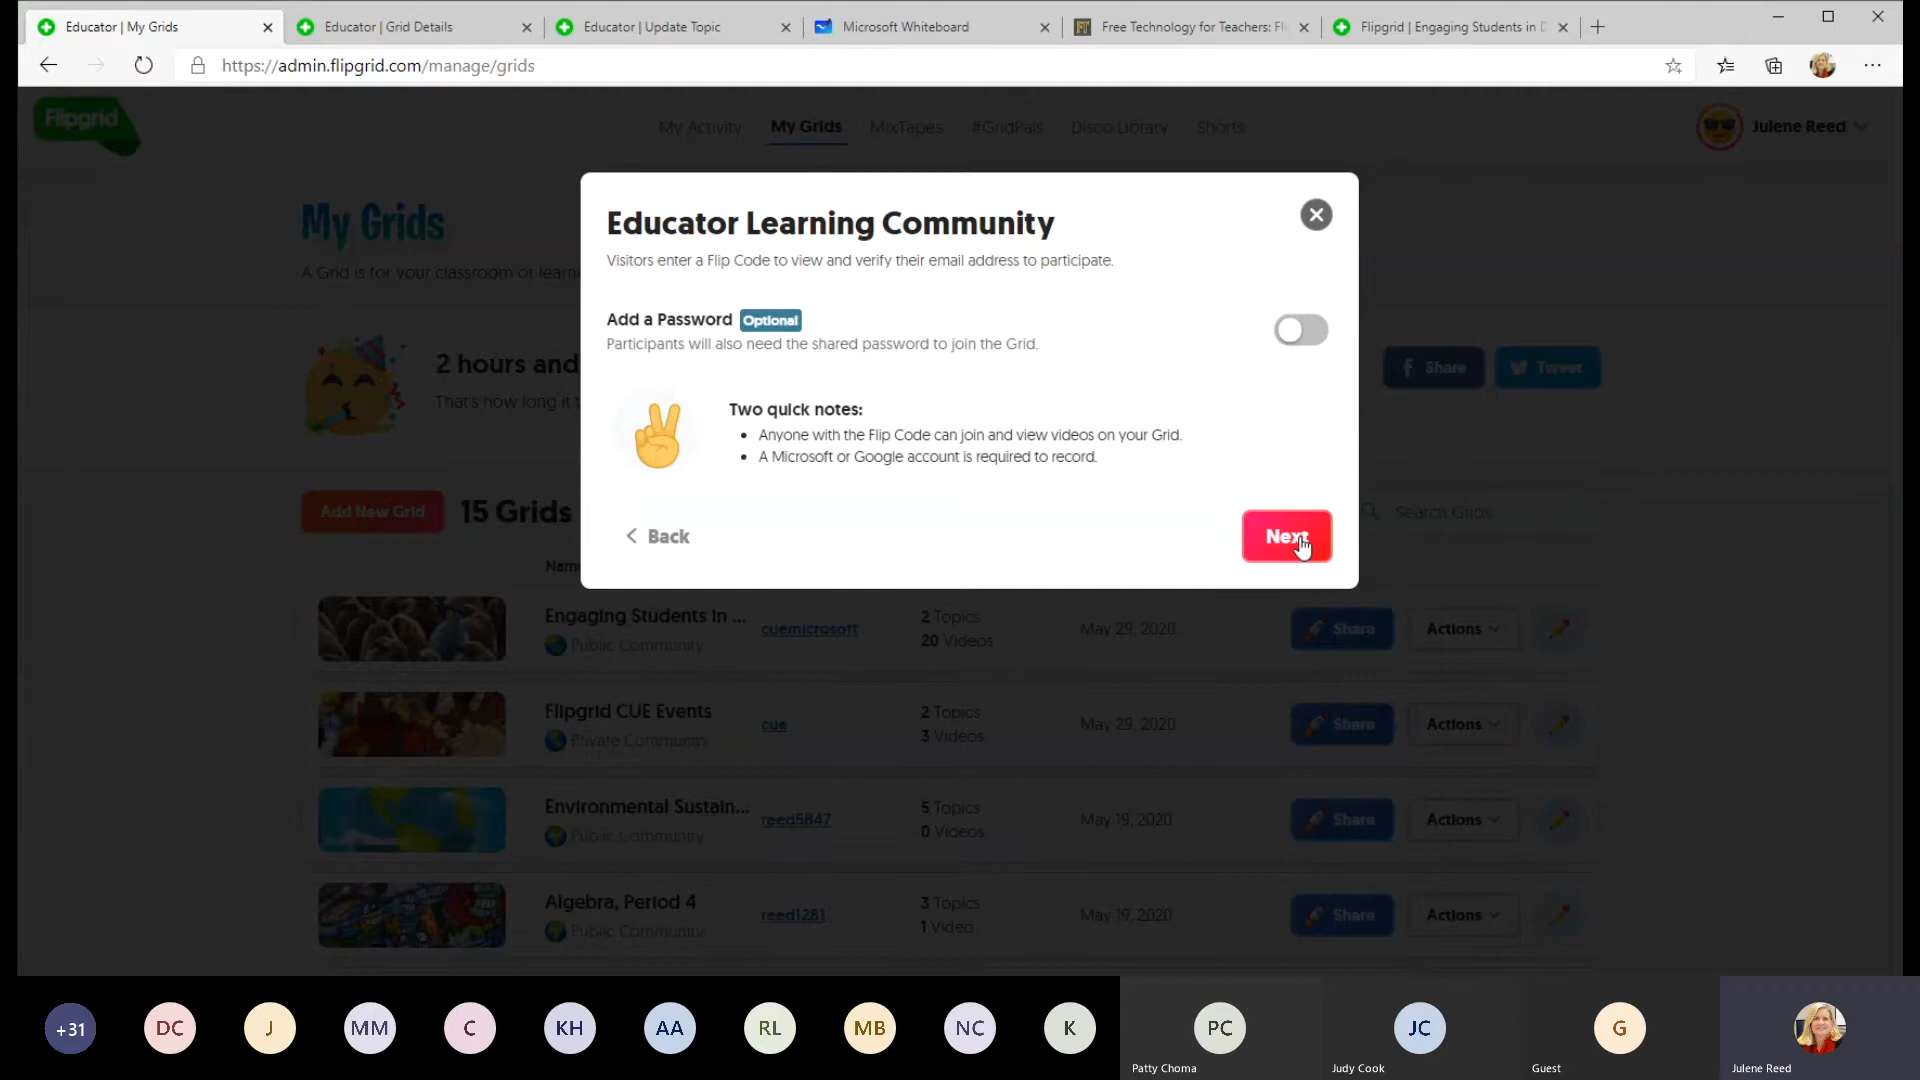 Educator | My Grids
Educator | Grid Details
Educator | Update Topic
Microsoft Whiteboard
Free Technology for Teachers: Fl
Flipgrid | Engaging Students in D
https://admin.flipgrid.com/manage/grids
Flipgrid
My Activity
My Grids
MixTapes
#GridPals
Disco Library
Shorts
Julene Reed
My Grids
A Grid is for your classroom or learn
2 hours and
That's how long it t
Share
Tweet
Educator Learning Community
Visitors enter a Flip Code to view and verify their email address to participate.
Add a Password Optional
Participants will also need the shared password to join the Grid.
Two quick notes:
• Anyone with the Flip Code can join and view videos on your Grid.
• A Microsoft or Google account is required to record.
Back
Next
Add New Grid
15 Grids
Search Grids
Name
Engaging Students in ...
Public Community
cuemicrosoft
2 Topics
20 Videos
May 29, 2020
Share
Actions
Flipgrid CUE Events
Private Community
cue
2 Topics
3 Videos
May 29, 2020
Share
Actions
Environmental Sustain...
Public Community
reed5847
5 Topics
0 Videos
May 19, 2020
Share
Actions
Algebra, Period 4
Public Community
reed1281
3 Topics
1 Video
May 19, 2020
Share
Actions
+31
DC
J
MM
C
KH
AA
RL
MB
NC
K
PC
Patty Choma
JC
Judy Cook
G
Guest
Julene Reed